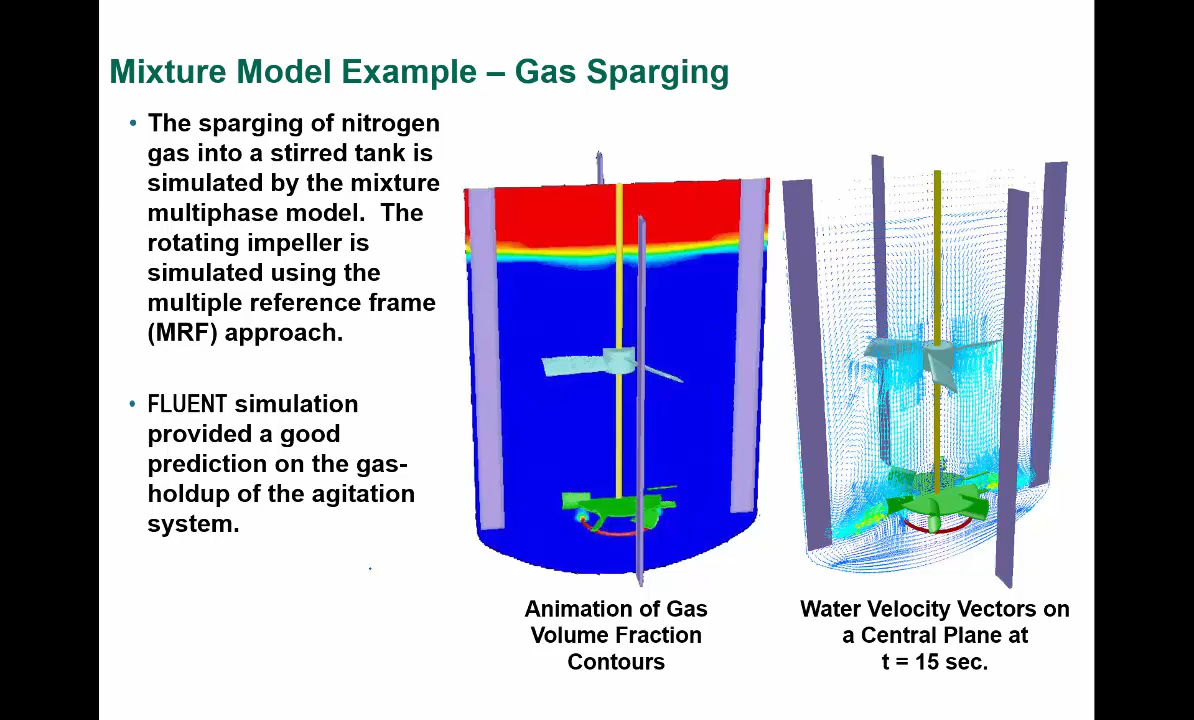 Mixture Model Example – Gas Sparging
• The sparging of nitrogen
gas into a stirred tank is
simulated by the mixture
multiphase model.  The
rotating impeller is
simulated using the
multiple reference frame
(MRF) approach.
• FLUENT simulation
provided a good
prediction on the gas-
holdup of the agitation
system.
Animation of Gas
Volume Fraction
Contours
Water Velocity Vectors on
a Central Plane at
t = 15 sec.